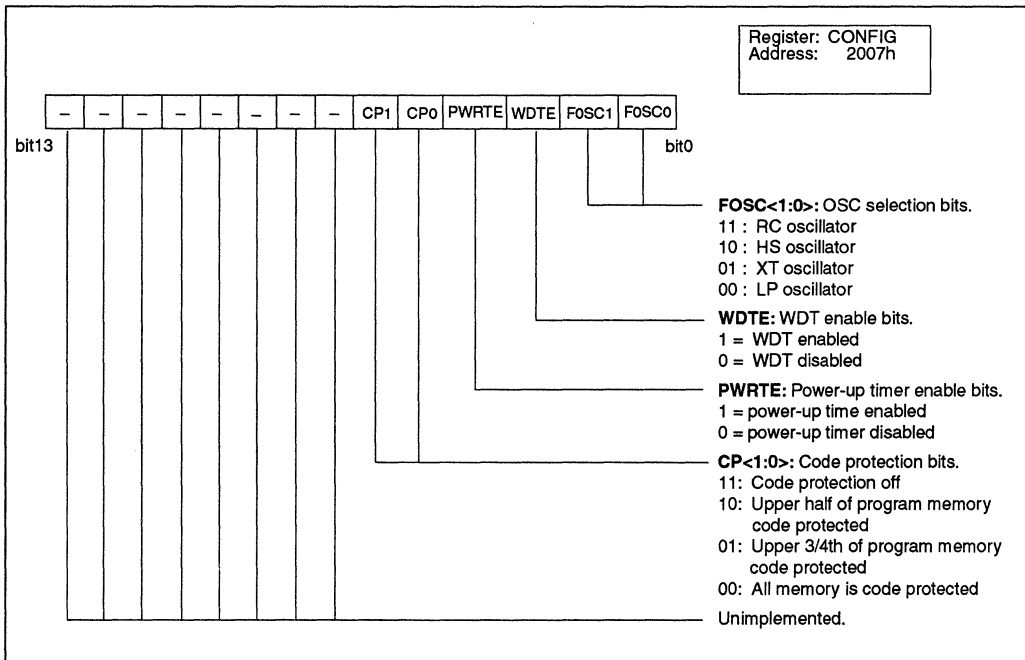 Register: CONFIG
Address: 2007h
– – – – – – – – CP1 CP0 PWRTE WDTE F0SC1 F0SC0
bit13 bit0
FOSC<1:0>: OSC selection bits.
11 : RC oscillator
10 : HS oscillator
01 : XT oscillator
00 : LP oscillator
WDTE: WDT enable bits.
1 = WDT enabled
0 = WDT disabled
PWRTE: Power-up timer enable bits.
1 = power-up time enabled
0 = power-up timer disabled
CP<1:0>: Code protection bits.
11: Code protection off
10: Upper half of program memory
code protected
01: Upper 3/4th of program memory
code protected
00: All memory is code protected
Unimplemented.